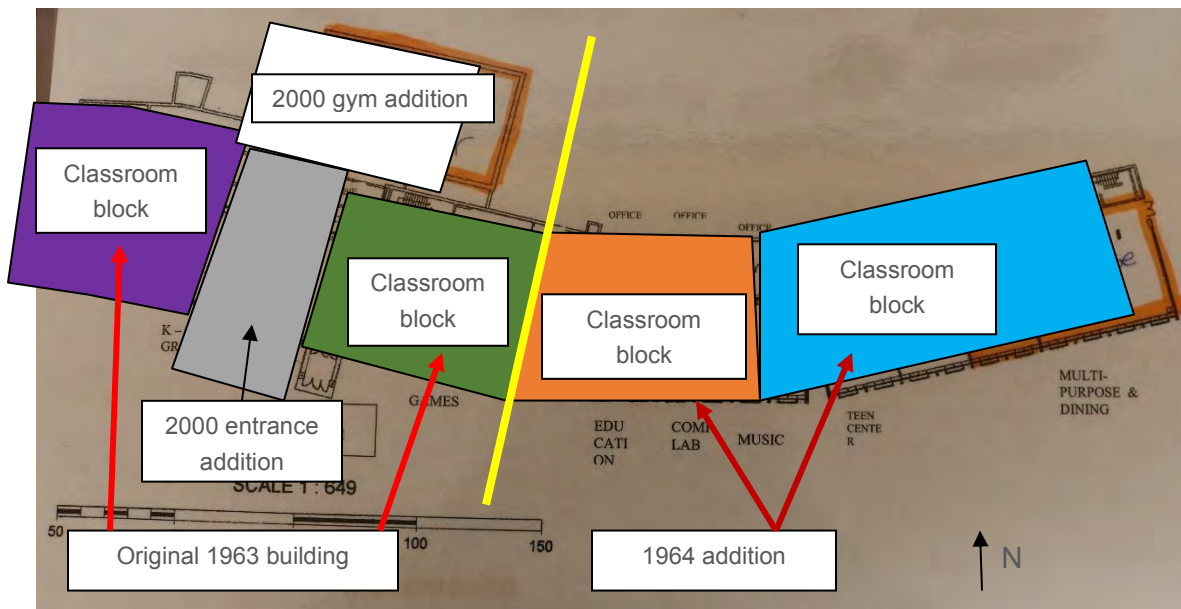 2000 gym addition
Classroom
block
OFFICE
OFFICE
OFFICE
Classroom
block
Classroom
block
Classroom
block
K –
GR
GAMES
2000 entrance
addition
EDU
CATI
ON
COMP
LAB
MUSIC
TEEN
CENTE
R
MULTI-
PURPOSE &
DINING
SCALE 1 : 649
50
100
150
Original 1963 building
1964 addition
N